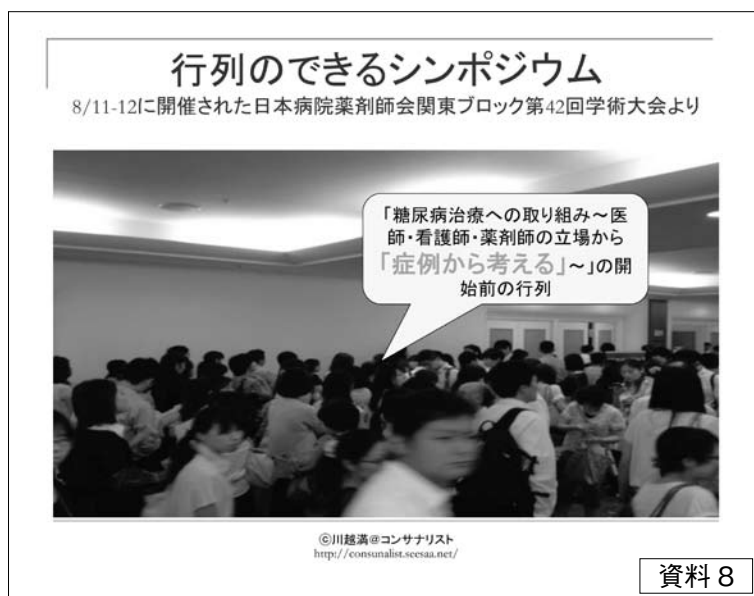 行列のできるシンポジウム
8/11-12に開催された日本病院薬剤師会関東ブロック第42回学術大会より
「糖尿病治療への取り組み～医
師・看護師・薬剤師の立場から
「症例から考える」～」の開
始前の行列
©川越満@コンサナリスト
http://consunalist.seesaa.net/
資料8